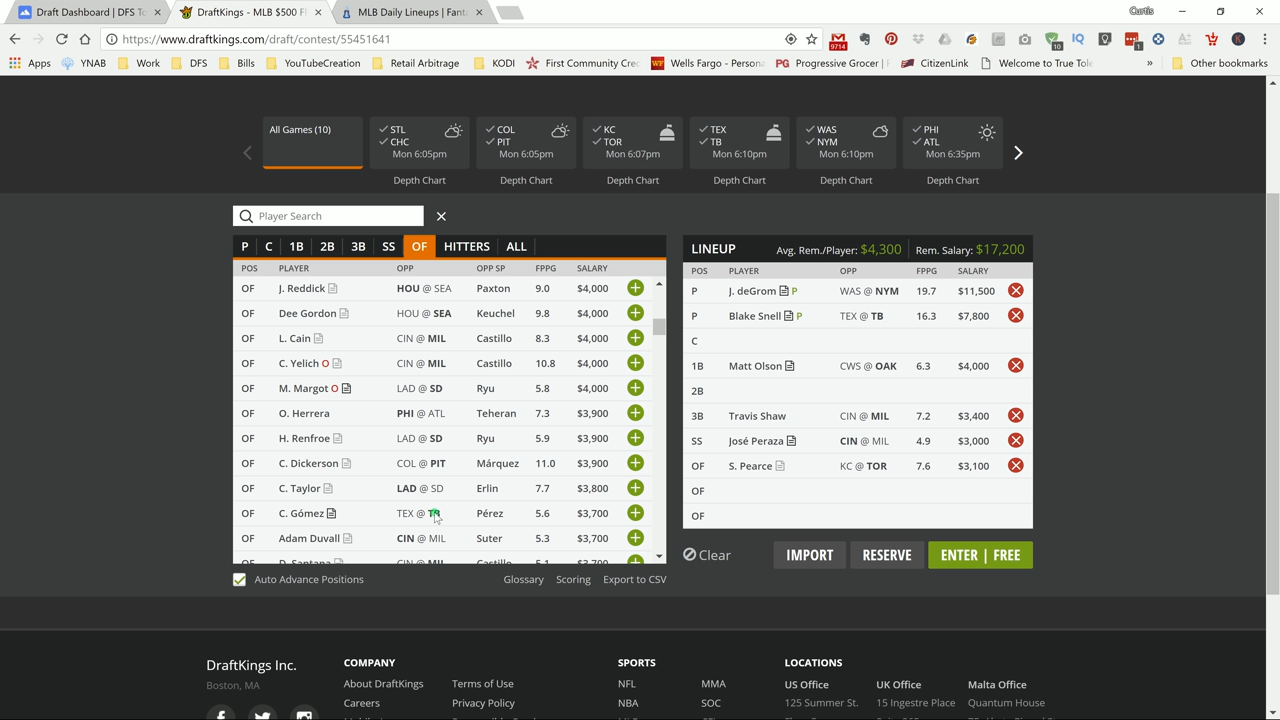 Draft Dashboard | DFS To
DraftKings - MLB $500 Fl
MLB Daily Lineups | Fant
Curtis
https://www.draftkings.com/draft/contest/55451641
9714
10
1
Apps
YNAB
Work
DFS
Bills
YouTubeCreation
Retail Arbitrage
KODI
First Community Cre
Wells Fargo - Persona
Progressive Grocer |
CitizenLink
Welcome to True Tole
»
Other bookmarks
All Games (10)
STL
CHC
Mon 6:05pm
COL
PIT
Mon 6:05pm
KC
TOR
Mon 6:07pm
TEX
TB
Mon 6:10pm
WAS
NYM
Mon 6:10pm
PHI
ATL
Mon 6:35pm
Depth Chart Depth Chart Depth Chart Depth Chart Depth Chart Depth Chart
Player Search
P C 1B 2B 3B SS OF HITTERS ALL
POS PLAYER OPP OPP SP FPPG SALARY
OF J. Reddick HOU @ SEA Paxton 9.0 $4,000
OF Dee Gordon HOU @ SEA Keuchel 9.8 $4,000
OF L. Cain CIN @ MIL Castillo 8.3 $4,000
OF C. Yelich O CIN @ MIL Castillo 10.8 $4,000
OF M. Margot O LAD @ SD Ryu 5.8 $4,000
OF O. Herrera PHI @ ATL Teheran 7.3 $3,900
OF H. Renfroe LAD @ SD Ryu 5.9 $3,900
OF C. Dickerson COL @ PIT Márquez 11.0 $3,900
OF C. Taylor LAD @ SD Erlin 7.7 $3,800
OF C. Gómez TEX @ TB Pérez 5.6 $3,700
OF Adam Duvall CIN @ MIL Suter 5.3 $3,700
OF D. Santana CIN @ MIL Castillo 5.1 $3,700
Auto Advance Positions
Glossary Scoring Export to CSV
LINEUP Avg. Rem./Player: $4,300 Rem. Salary: $17,200
POS PLAYER OPP FPPG SALARY
P J. deGrom P WAS @ NYM 19.7 $11,500
P Blake Snell P TEX @ TB 16.3 $7,800
C
1B Matt Olson CWS @ OAK 6.3 $4,000
2B
3B Travis Shaw CIN @ MIL 7.2 $3,400
SS José Peraza CIN @ MIL 4.9 $3,000
OF S. Pearce KC @ TOR 7.6 $3,100
OF
OF
Clear
IMPORT
RESERVE
ENTER | FREE
DraftKings Inc.
Boston, MA
COMPANY
About DraftKings
Careers
Terms of Use
Privacy Policy
SPORTS
NFL
NBA
MMA
SOC
LOCATIONS
US Office
125 Summer St.
UK Office
16 Ingestre Place
Malta Office
Quantum House